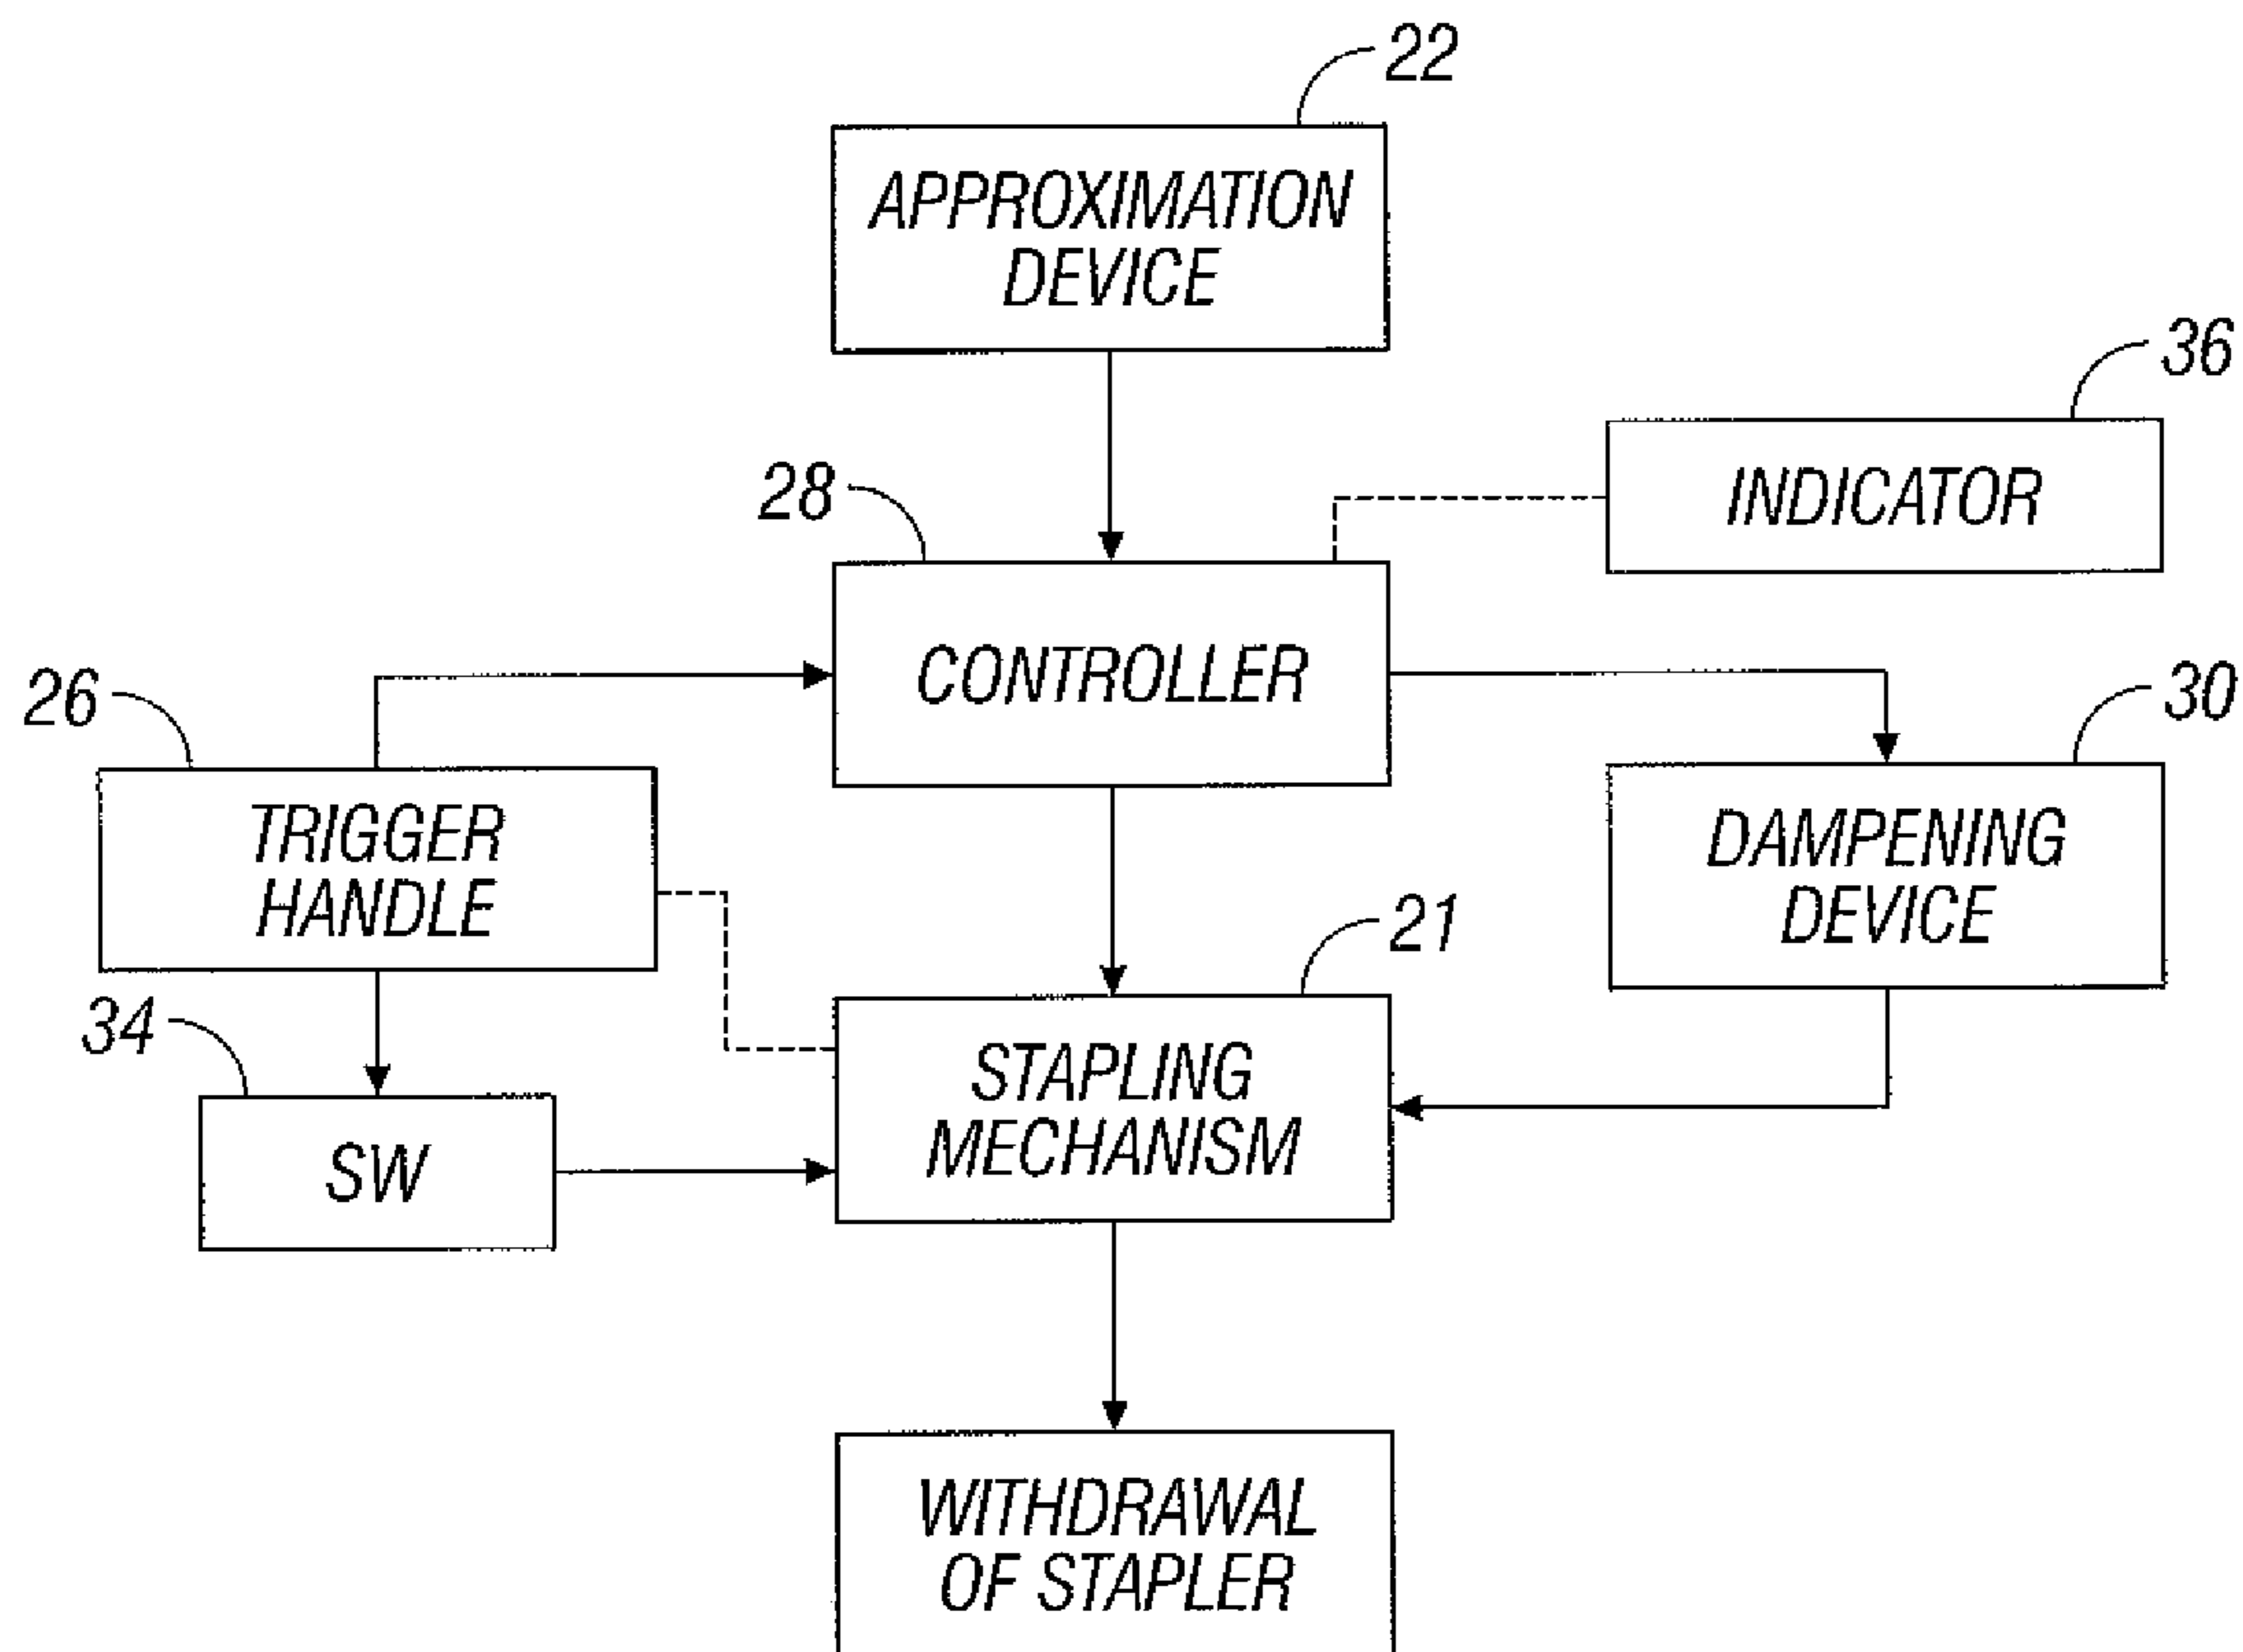 22
APPROXIMATION
DEVICE
36
INDICATOR
28
CONTROLLER
26
TRIGGER
HANDLE
30
DAMPENING
DEVICE
21
STAPLING
MECHANISM
34
SW
WITHDRAWAL
OF STAPLER